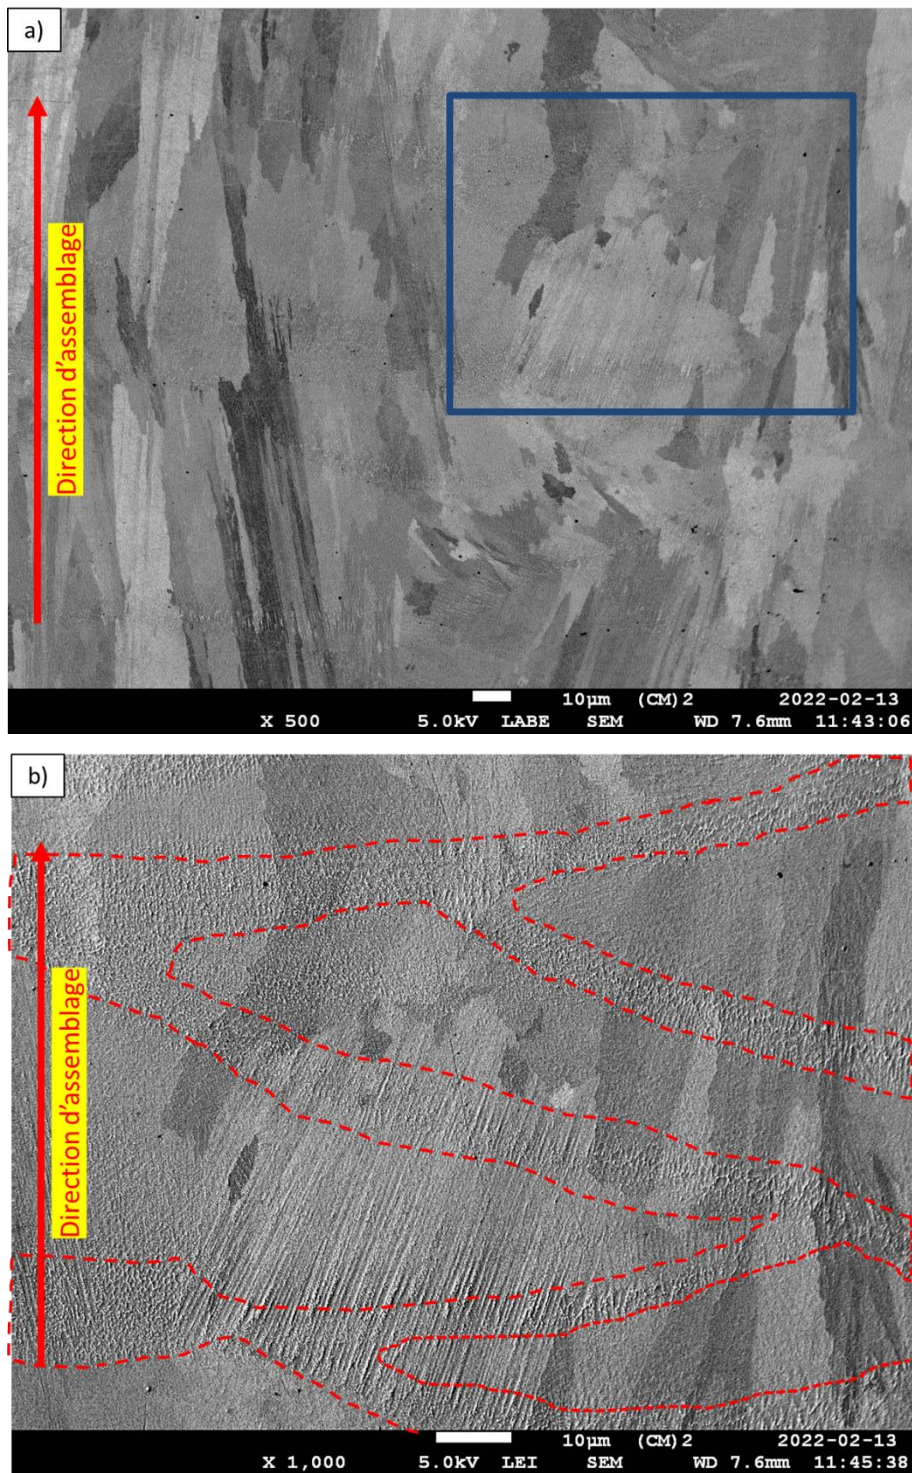 a)
Direction d'assemblage
10µm (CM)2 2022-02-13
X 500 5.0kV LABE SEM WD 7.6mm 11:43:06
b)
Direction d'assemblage
10µm (CM)2 2022-02-13
X 1,000 5.0kV LEI SEM WD 7.6mm 11:45:38